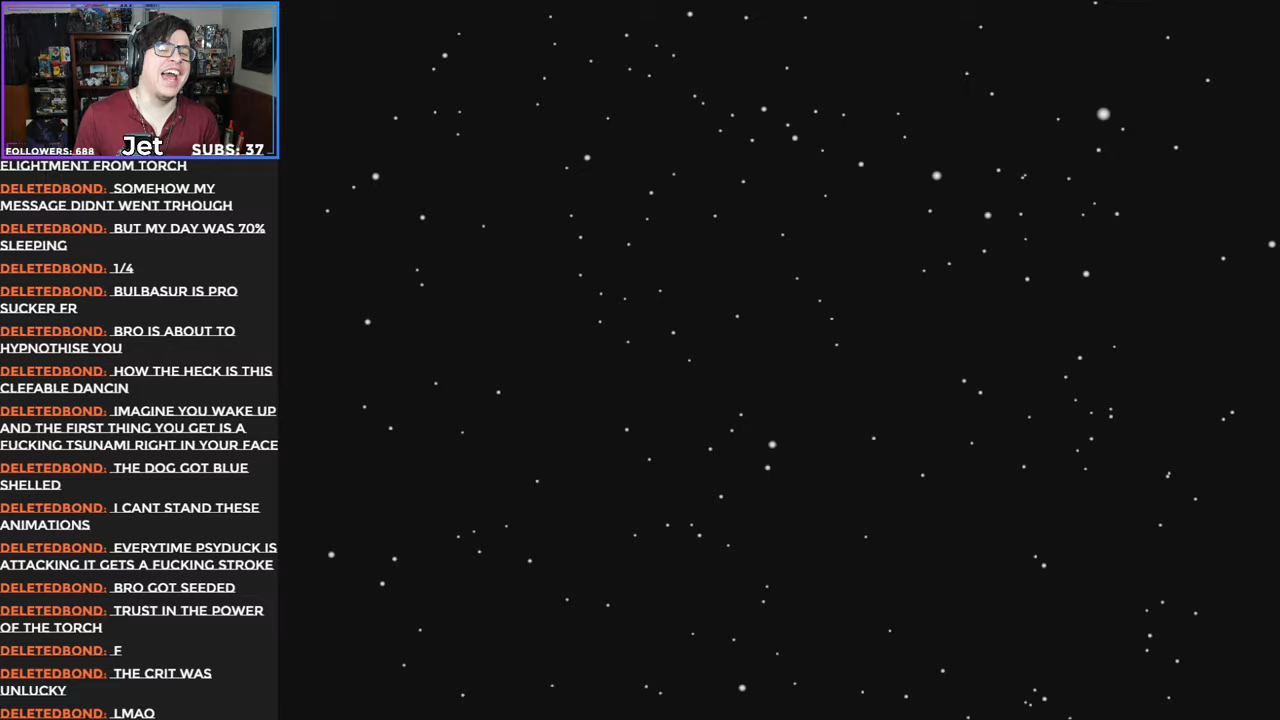 FOLLOWERS: 688 Jet SUBS: 37
ELIGHTMENT FROM TORCH
DELETEDBOND: SOMEHOW MY
MESSAGE DIDNT WENT TRHOUGH
DELETEDBOND: BUT MY DAY WAS 70%
SLEEPING
DELETEDBOND: 1/4
DELETEDBOND: BULBASUR IS PRO
SUCKER FR
DELETEDBOND: BRO IS ABOUT TO
HYPNOTHISE YOU
DELETEDBOND: HOW THE HECK IS THIS
CLEFABLE DANCIN
DELETEDBOND: IMAGINE YOU WAKE UP
AND THE FIRST THING YOU GET IS A
FUCKING TSUNAMI RIGHT IN YOUR FACE
DELETEDBOND: THE DOG GOT BLUE
SHELLED
DELETEDBOND: I CANT STAND THESE
ANIMATIONS
DELETEDBOND: EVERYTIME PSYDUCK IS
ATTACKING IT GETS A FUCKING STROKE
DELETEDBOND: BRO GOT SEEDED
DELETEDBOND: TRUST IN THE POWER
OF THE TORCH
DELETEDBOND: F
DELETEDBOND: THE CRIT WAS
UNLUCKY
DELETEDBOND: LMAO